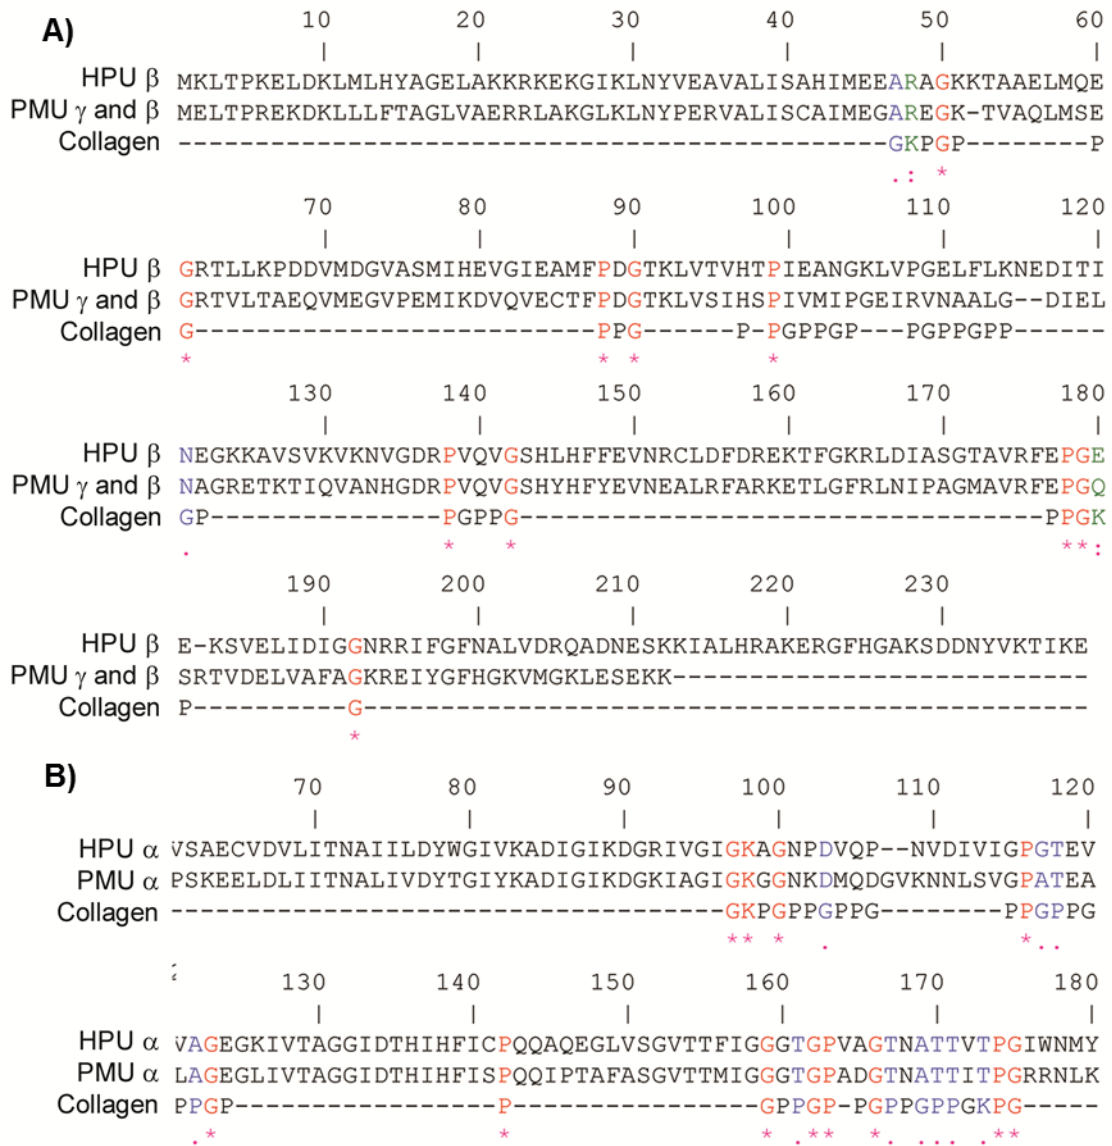 A)
10 20 30 40 50 60
| | | | | |
HPU β MKLTPKELDKLMLHYAGELAKKRKEKGIKLNYVEAVALISAHIMEEARAGKKTAAELMQE
PMU γ and β MELTPREKDKLLLFTAGLVAERRLAKGLKLNYPERVALISCAIMEGAREGK-TVAQLMSE
Collagen ----------------------------------------------GKPGP--------P
. : *
70 80 90 100 110 120
| | | | | |
HPU β GRTLLKPDDVMDGVASMIHEVGIEAMFPDGTKLVTVHTPIEANGKLVPGELFLKNEDITI
PMU γ and β GRTVLTAEQVMEGVPEMIKDVQVECTFPDGTKLVSIHSPIVMIPGEIRVNAALG--DIEL
Collagen G--------------------------PPG------P-PGPPGP---PGPPGPP------
* * * *
130 140 150 160 170 180
| | | | | |
HPU β NEGKKAVSVKVKNVGDRPVQVGSHLHFFEVNRCLDFDREKTFGKRLDIASGTAVRFEPGE
PMU γ and β NAGRETKTIQVANHGDRPVQVGSHYHFYEVNEALRFARKETLGFRLNIPAGMAVRFEPGQ
Collagen GP---------------PGPPG----------------------------------PPGK
. * * * * :
190 200 210 220 230
| | | | |
HPU β E-KSVELIDIGGNRRIFGFNALVDRQADNESKKIALHRAKERGFHGAKSDDNYVKTIKE
PMU γ and β SRTVDELVAFAGKREIYGFHGKVMGKLESEKK---------------------------
Collagen P----------G-----------------------------------------------
*
B)
70 80 90 100 110 120
| | | | | |
HPU α VSAECVDVLITNAIILDYWGIVKADIGIKDGRIVGIGKAGNPDVQP--NVDIVIGPGTEV
PMU α PSKEELDLIITNALIVDYTGIYKADIGIKDGKIAGIGKGGNKDMQDGVKNNLSVGPATEA
Collagen ------------------------------------GKPGPPGPPG--------PPGPPG
* * * . * . .
130 140 150 160 170 180
| | | | | |
HPU α VAGEGKIVTAGGIDTHIHFICPQQAQEGLVSGVTTFIGGGTGPVAGTNATTVTPGIWNMY
PMU α LAGEGLIVTAGGIDTHIHFISPQQIPTAFASGVTTMIGGGTGPADGTNATTITPGRRNLK
Collagen PPGP-----------------P----------------GPPGP-PGPPGPPGKPG-----
. * * * . * * * . . . . . * *